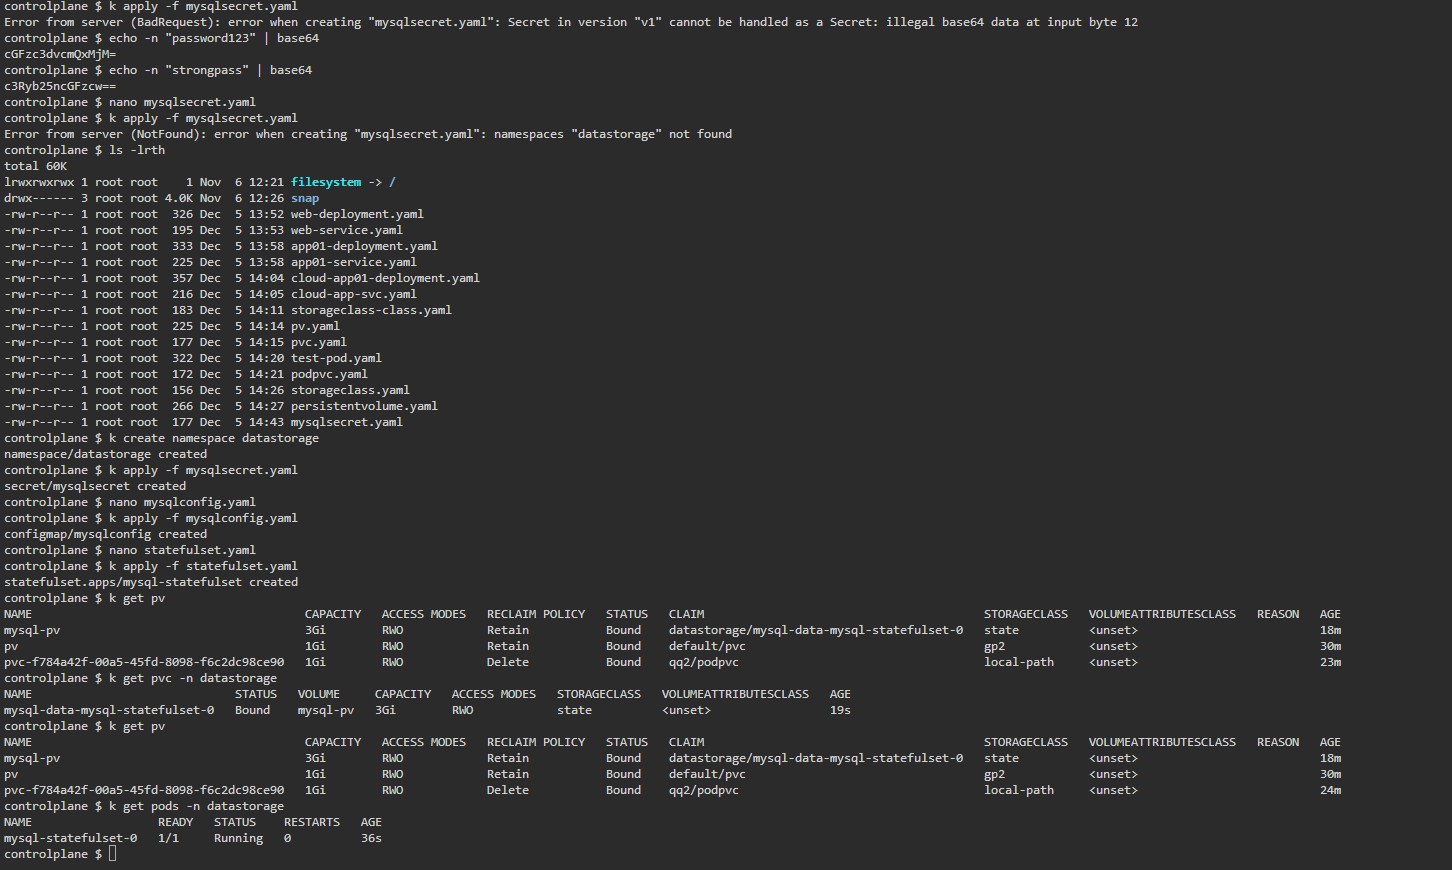 controlplane $ k apply -f mysqlsecret.yaml
Error from server (BadRequest): error when creating "mysqlsecret.yaml": Secret in version "v1" cannot be handled as a Secret: illegal base64 data at input byte 12
controlplane $ echo -n "password123" | base64
cGFzc3dvcmQxMjM=
controlplane $ echo -n "strongpass" | base64
c3Ryb25ncGFzcw==
controlplane $ nano mysqlsecret.yaml
controlplane $ k apply -f mysqlsecret.yaml
Error from server (NotFound): error when creating "mysqlsecret.yaml": namespaces "datastorage" not found
controlplane $ ls -lrth
total 60K
lrwxrwxrwx 1 root root    1 Nov  6 12:21 filesystem -> /
drwx------ 3 root root 4.0K Nov  6 12:26 snap
-rw-r--r-- 1 root root  326 Dec  5 13:52 web-deployment.yaml
-rw-r--r-- 1 root root  195 Dec  5 13:53 web-service.yaml
-rw-r--r-- 1 root root  333 Dec  5 13:58 app01-deployment.yaml
-rw-r--r-- 1 root root  225 Dec  5 13:58 app01-service.yaml
-rw-r--r-- 1 root root  357 Dec  5 14:04 cloud-app01-deployment.yaml
-rw-r--r-- 1 root root  216 Dec  5 14:05 cloud-app-svc.yaml
-rw-r--r-- 1 root root  183 Dec  5 14:11 storageclass-class.yaml
-rw-r--r-- 1 root root  225 Dec  5 14:14 pv.yaml
-rw-r--r-- 1 root root  177 Dec  5 14:15 pvc.yaml
-rw-r--r-- 1 root root  322 Dec  5 14:20 test-pod.yaml
-rw-r--r-- 1 root root  172 Dec  5 14:21 podpvc.yaml
-rw-r--r-- 1 root root  156 Dec  5 14:26 storageclass.yaml
-rw-r--r-- 1 root root  266 Dec  5 14:27 persistentvolume.yaml
-rw-r--r-- 1 root root  177 Dec  5 14:43 mysqlsecret.yaml
controlplane $ k create namespace datastorage
namespace/datastorage created
controlplane $ k apply -f mysqlsecret.yaml
secret/mysqlsecret created
controlplane $ nano mysqlconfig.yaml
controlplane $ k apply -f mysqlconfig.yaml
configmap/mysqlconfig created
controlplane $ nano statefulset.yaml
controlplane $ k apply -f statefulset.yaml
statefulset.apps/mysql-statefulset created
controlplane $ k get pv
NAME                                       CAPACITY   ACCESS MODES   RECLAIM POLICY   STATUS   CLAIM                                        STORAGECLASS   VOLUMEATTRIBUTESCLASS   REASON   AGE
mysql-pv                                   3Gi        RWO            Retain           Bound    datastorage/mysql-data-mysql-statefulset-0   state          <unset>                          18m
pv                                         1Gi        RWO            Retain           Bound    default/pvc                                  gp2            <unset>                          30m
pvc-f784a42f-00a5-45fd-8098-f6c2dc98ce90   1Gi        RWO            Delete           Bound    qq2/podpvc                                   local-path     <unset>                          23m
controlplane $ k get pvc -n datastorage
NAME                             STATUS   VOLUME     CAPACITY   ACCESS MODES   STORAGECLASS   VOLUMEATTRIBUTESCLASS   AGE
mysql-data-mysql-statefulset-0   Bound    mysql-pv   3Gi        RWO            state          <unset>                 19s
controlplane $ k get pv
NAME                                       CAPACITY   ACCESS MODES   RECLAIM POLICY   STATUS   CLAIM                                        STORAGECLASS   VOLUMEATTRIBUTESCLASS   REASON   AGE
mysql-pv                                   3Gi        RWO            Retain           Bound    datastorage/mysql-data-mysql-statefulset-0   state          <unset>                          18m
pv                                         1Gi        RWO            Retain           Bound    default/pvc                                  gp2            <unset>                          30m
pvc-f784a42f-00a5-45fd-8098-f6c2dc98ce90   1Gi        RWO            Delete           Bound    qq2/podpvc                                   local-path     <unset>                          24m
controlplane $ k get pods -n datastorage
NAME                  READY   STATUS    RESTARTS   AGE
mysql-statefulset-0   1/1     Running   0          36s
controlplane $